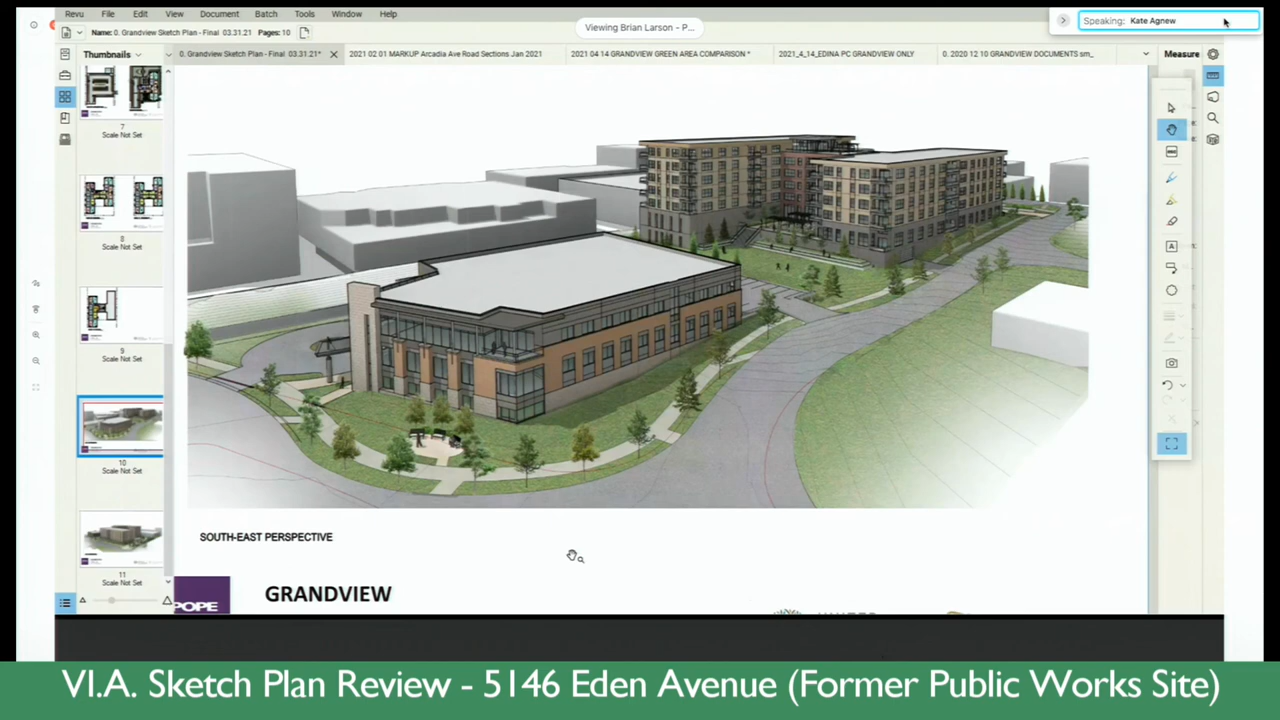 Revu File Edit View Document Batch Tools Window Help
Viewing Brian Larson - P...
Speaking: Kate Agnew
Name: 0. Grandview Sketch Plan - Final 03.31.21 Pages: 10
Thumbnails
0. Grandview Sketch Plan - Final 03.31.21*
2021 02 01 MARKUP Arcadia Ave Road Sections Jan 2021
2021 04 14 GRANDVIEW GREEN AREA COMPARISON *
2021_4_14_EDINA PC GRANDVIEW ONLY
0. 2020 12 10 GRANDVIEW DOCUMENTS sm_
Measure
7
Scale Not Set
8
Scale Not Set
9
Scale Not Set
10
Scale Not Set
11
Scale Not Set
SOUTH-EAST PERSPECTIVE
POPE
GRANDVIEW
VI.A. Sketch Plan Review - 5146 Eden Avenue (Former Public Works Site)